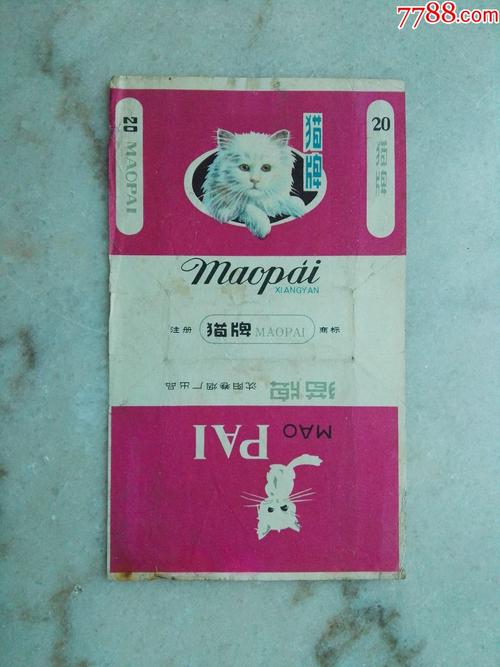 7788.com
20 MAOPAI
猫牌
20
猫牌
maopái
XIANGYAN
注册 猫牌 MAOPAI 商标
猫牌
沈阳卷烟厂出品
MAO
PAI